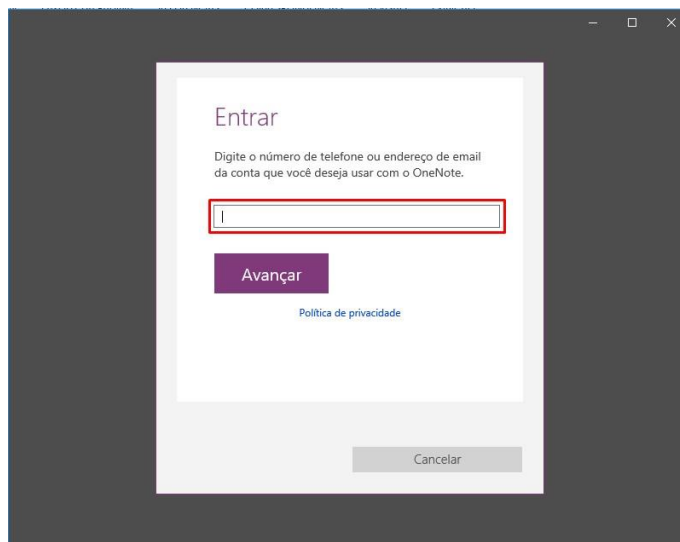 Entrar
Digite o número de telefone ou endereço de email
da conta que você deseja usar com o OneNote.
Avançar
Política de privacidade
Cancelar